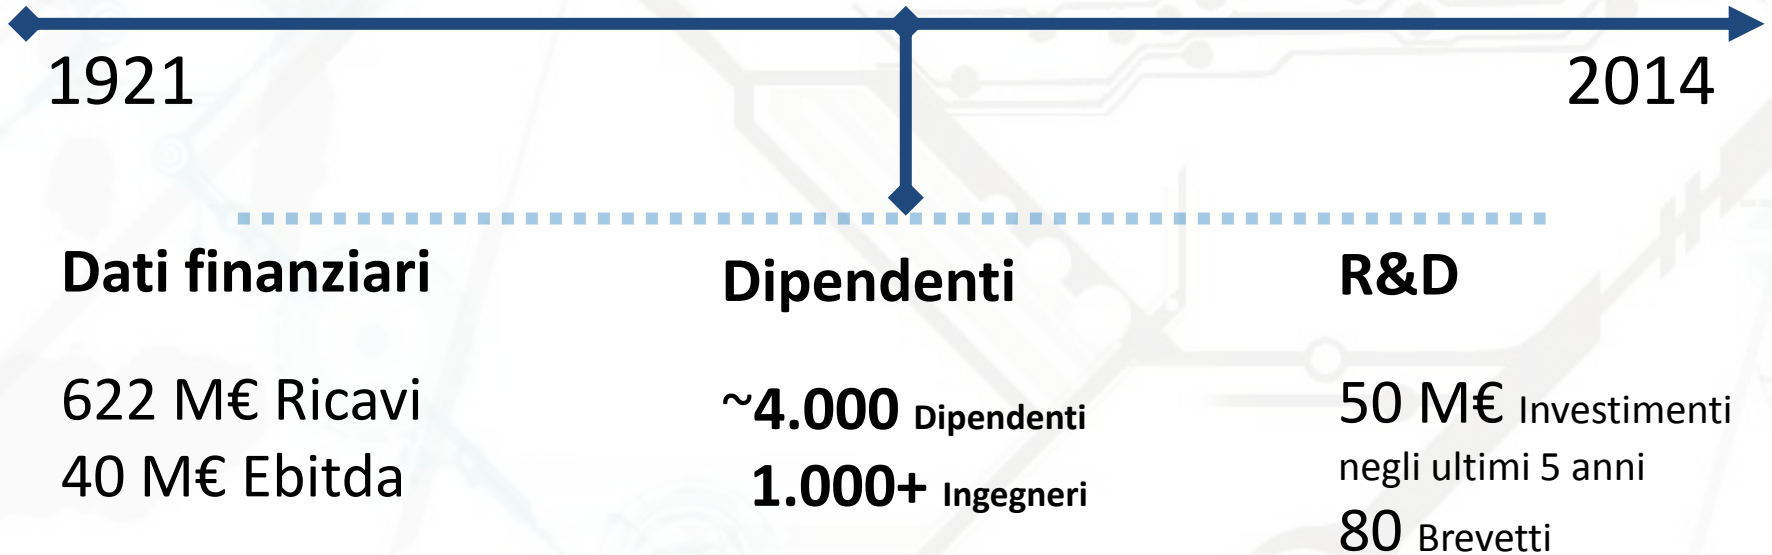 1921
2014
Dati finanziari
622 M€ Ricavi
40 M€ Ebitda
Dipendenti
~4.000 Dipendenti
1.000+ Ingegneri
R&D
50 M€ Investimenti
negli ultimi 5 anni
80 Brevetti